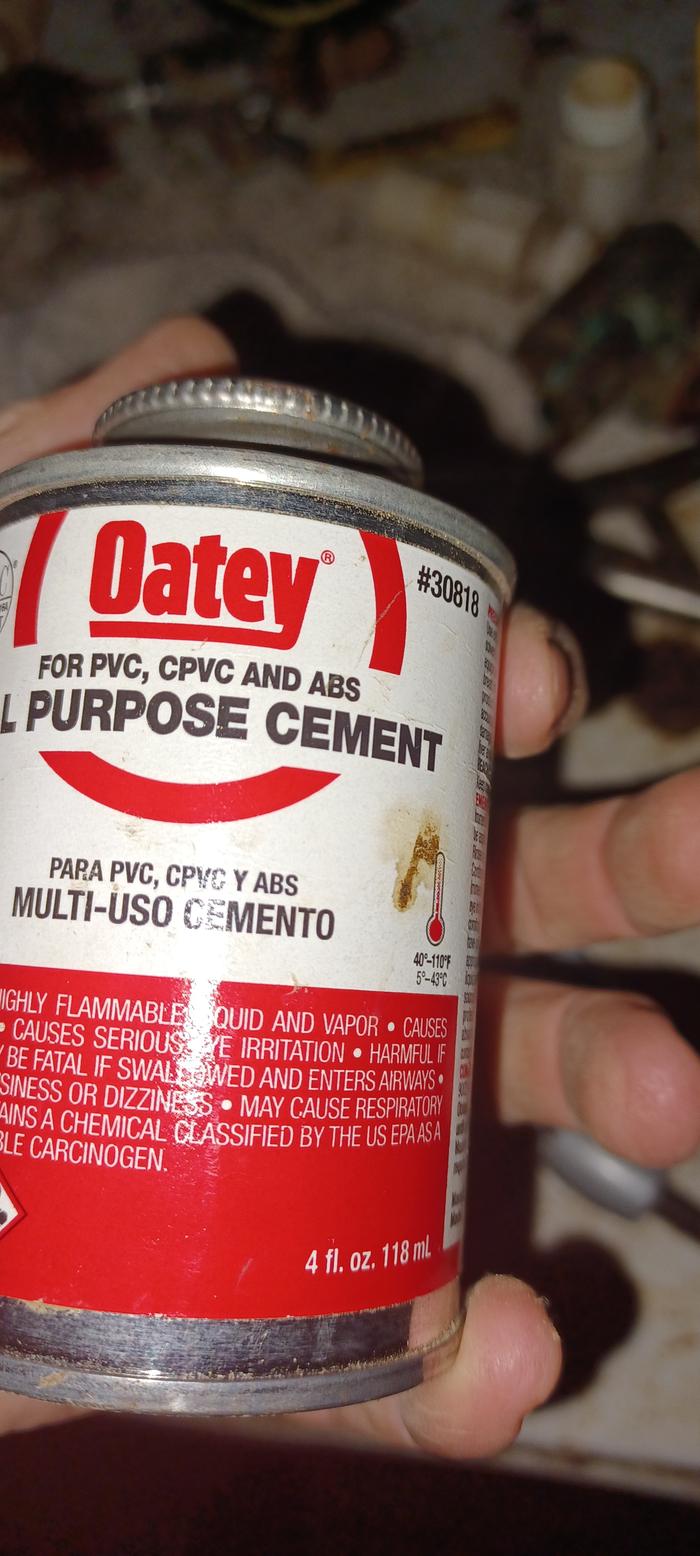 Oatey®
#30818
FOR PVC, CPVC AND ABS
L PURPOSE CEMENT
PARA PVC, CPVC Y ABS
MULTI-USO CEMENTO
40°-110°F
5°-43°C
HIGHLY FLAMMABLE LIQUID AND VAPOR • CAUSES
• CAUSES SERIOUS EYE IRRITATION • HARMFUL IF
BE FATAL IF SWALLOWED AND ENTERS AIRWAYS •
SINESS OR DIZZINESS • MAY CAUSE RESPIRATORY
AINS A CHEMICAL CLASSIFIED BY THE US EPA AS A
BLE CARCINOGEN.
4 fl. oz. 118 mL